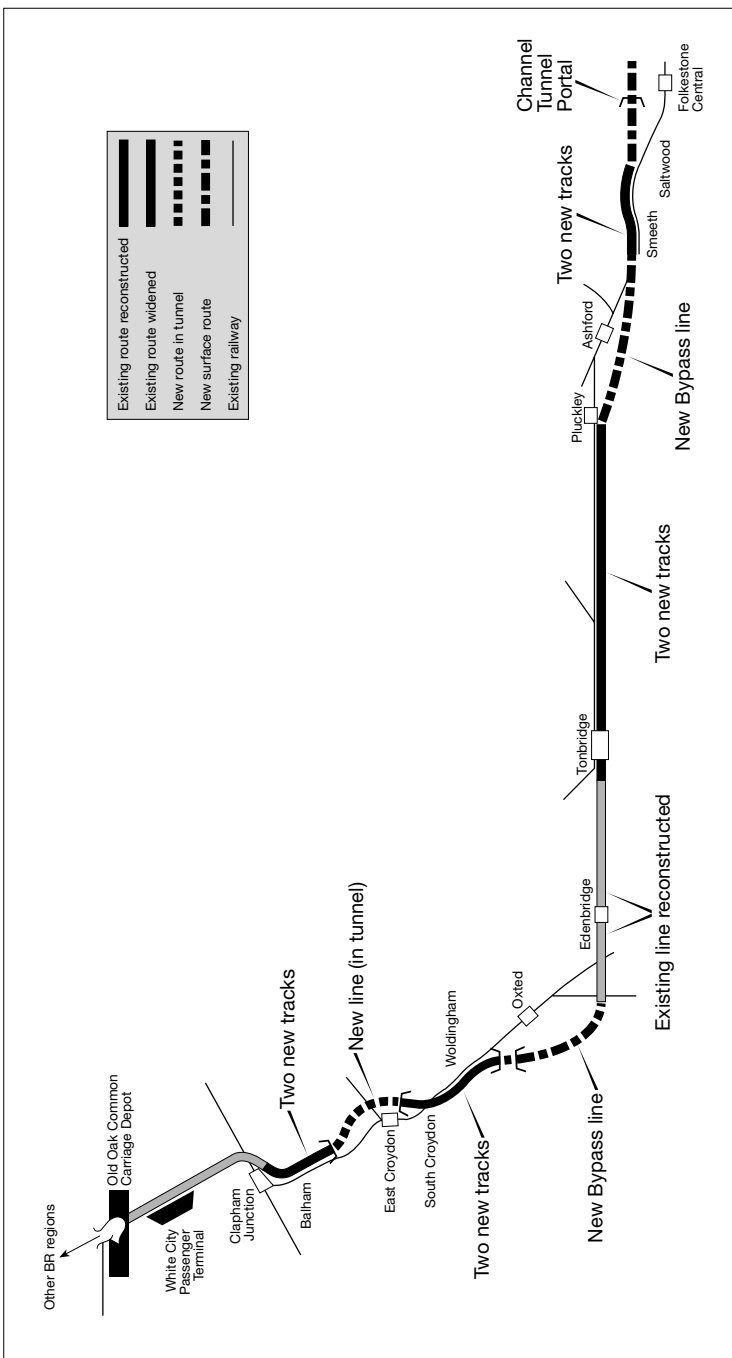 Other BR regions
Old Oak Common
Carriage Depot
White City
Passenger
Terminal
Clapham
Junction
Balham
Two new tracks
New line (in tunnel)
East Croydon
South Croydon
Two new tracks
Woldingham
Oxted
New Bypass line
Edenbridge
Existing line reconstructed
Tonbridge
Two new tracks
Pluckley
Ashford
New Bypass line
Two new tracks
Smeeth
Saltwood
Channel
Tunnel
Portal
Folkestone
Central
Existing route reconstructed
Existing route widened
New route in tunnel
New surface route
Existing railway